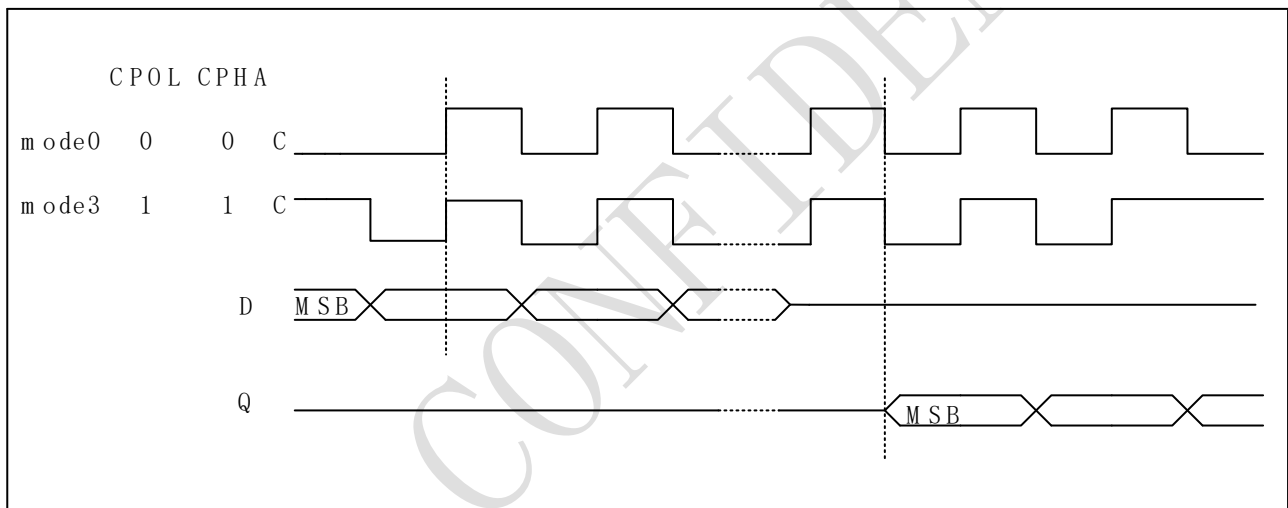 CPOL CPHA
mode0 0 0 C
mode3 1 1 C
D MSB
Q MSB